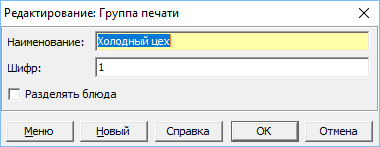 Редактирование: Группа печати
Наименование: Холодный цех
Шифр: 1
Разделять блюда
Меню Новый Справка OK Отмена